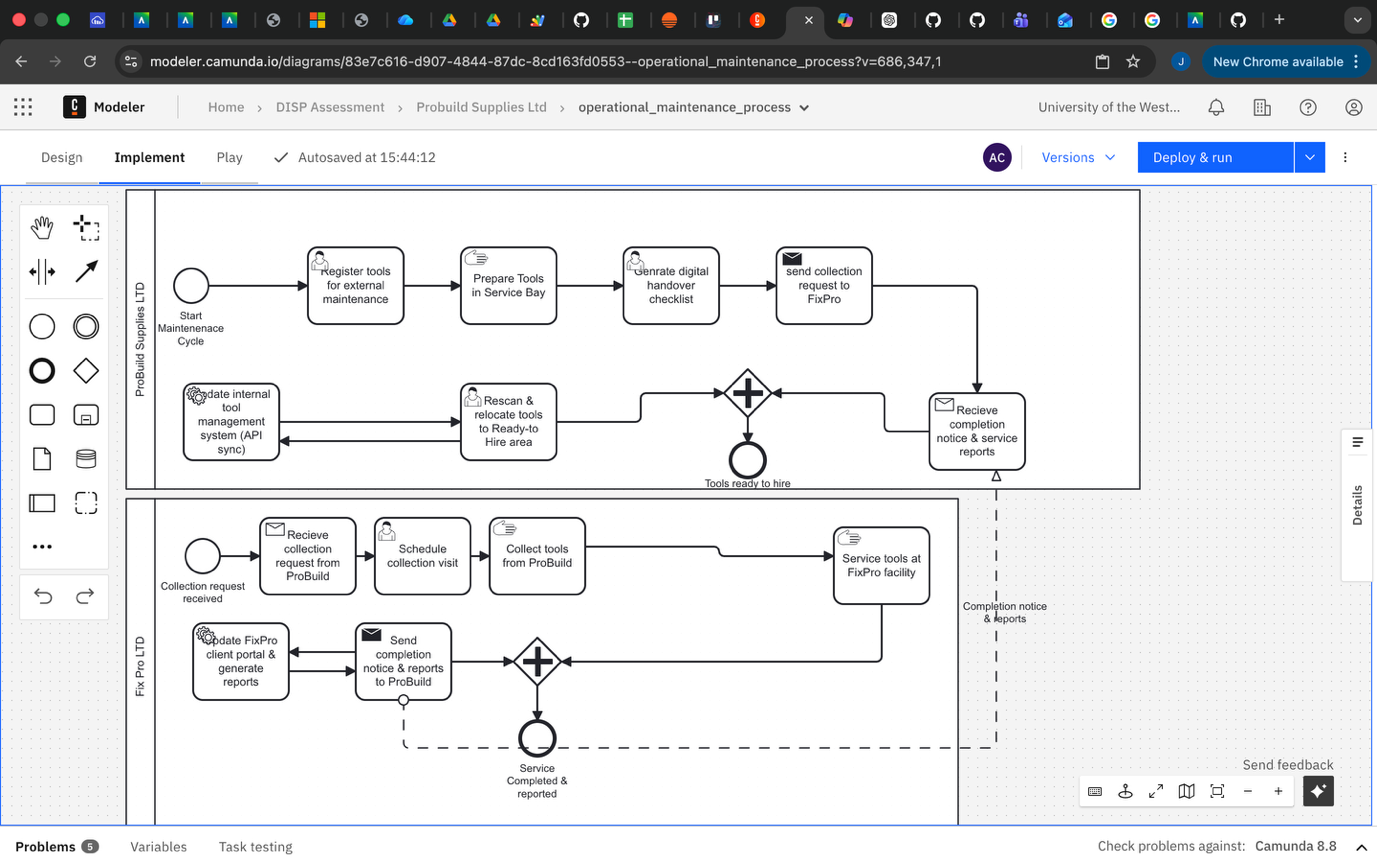 modeler.camunda.io/diagrams/83e7c616-d907-4844-87dc-8cd163fd0553--operational_maintenance_process?v=686,347,1
J
New Chrome available
Modeler
Home
DISP Assessment
Probuild Supplies Ltd
operational_maintenance_process
University of the West...
Design
Implement
Play
Autosaved at 15:44:12
AC
Versions
Deploy & run
ProBuild Supplies LTD
Start
Maintenenace
Cycle
Register tools
for external
maintenance
Prepare Tools
in Service Bay
Genrate digital
handover
checklist
send collection
request to
FixPro
Update internal
tool
management
system (API
sync)
Rescan &
relocate tools
to Ready-to
Hire area
Tools ready to hire
Recieve
completion
notice & service
reports
Details
Fix Pro LTD
Collection request
received
Recieve
collection
request from
ProBuild
Schedule
collection visit
Collect tools
from ProBuild
Service tools at
FixPro facility
Completion notice
& reports
Update FixPro
client portal &
generate
reports
Send
completion
notice & reports
to ProBuild
Service
Completed &
reported
Send feedback
Problems 5
Variables
Task testing
Check problems against: Camunda 8.8